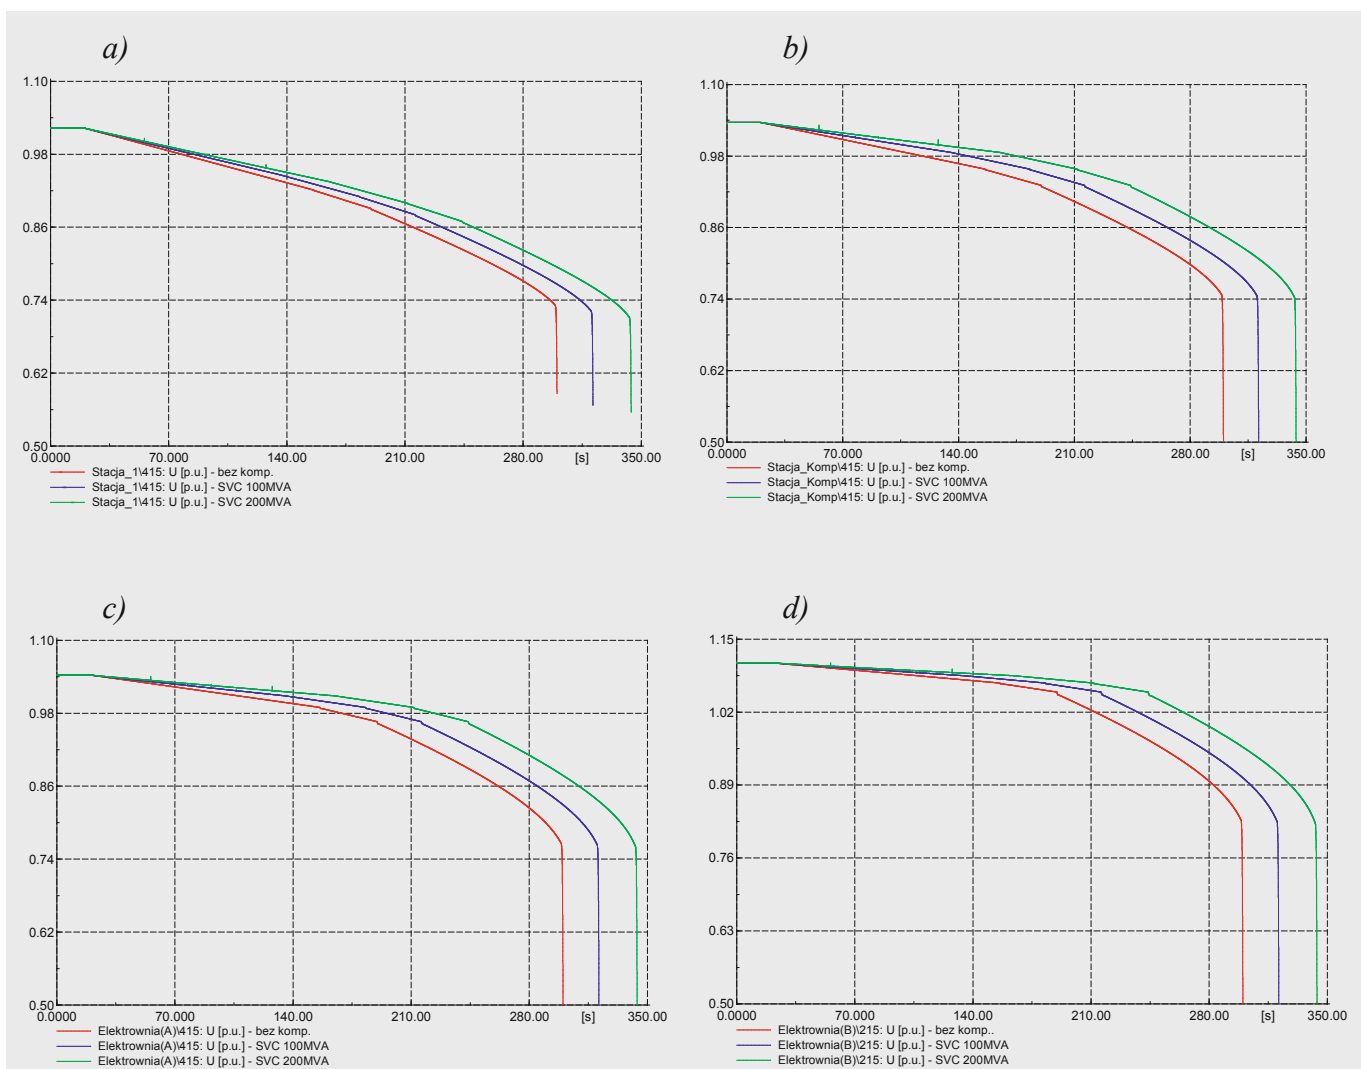 a)
1.10
0.98
0.86
0.74
0.62
0.50
0.0000 70.000 140.00 210.00 280.00 [s] 350.00
Stacja_1\415: U [p.u.] - bez komp.
Stacja_1\415: U [p.u.] - SVC 100MVA
Stacja_1\415: U [p.u.] - SVC 200MVA
b)
1.10
0.98
0.86
0.74
0.62
0.50
0.0000 70.000 140.00 210.00 280.00 [s] 350.00
Stacja_Komp\415: U [p.u.] - bez komp.
Stacja_Komp\415: U [p.u.] - SVC 100MVA
Stacja_Komp\415: U [p.u.] - SVC 200MVA
c)
1.10
0.98
0.86
0.74
0.62
0.50
0.0000 70.000 140.00 210.00 280.00 [s] 350.00
Elektrownia(A)\415: U [p.u.] - bez komp.
Elektrownia(A)\415: U [p.u.] - SVC 100MVA
Elektrownia(A)\415: U [p.u.] - SVC 200MVA
d)
1.15
1.02
0.89
0.76
0.63
0.50
0.0000 70.000 140.00 210.00 280.00 [s] 350.00
Elektrownia(B)\215: U [p.u.] - bez komp..
Elektrownia(B)\215: U [p.u.] - SVC 100MVA
Elektrownia(B)\215: U [p.u.] - SVC 200MVA